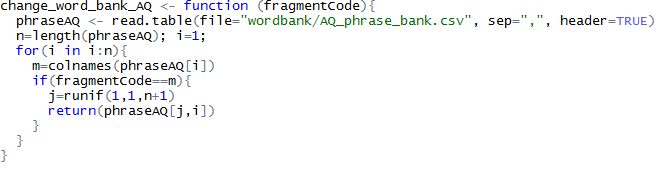 change_word_bank_AQ <- function (fragmentCode){
  phraseAQ <- read.table(file="wordbank/AQ_phrase_bank.csv", sep=",", header=TRUE)
  n=length(phraseAQ); i=1;
  for(i in i:n){
    m=colnames(phraseAQ[i])
    if(fragmentCode==m){
      j=runif(1,1,n+1)
      return(phraseAQ[j,i])
    }
  }
}